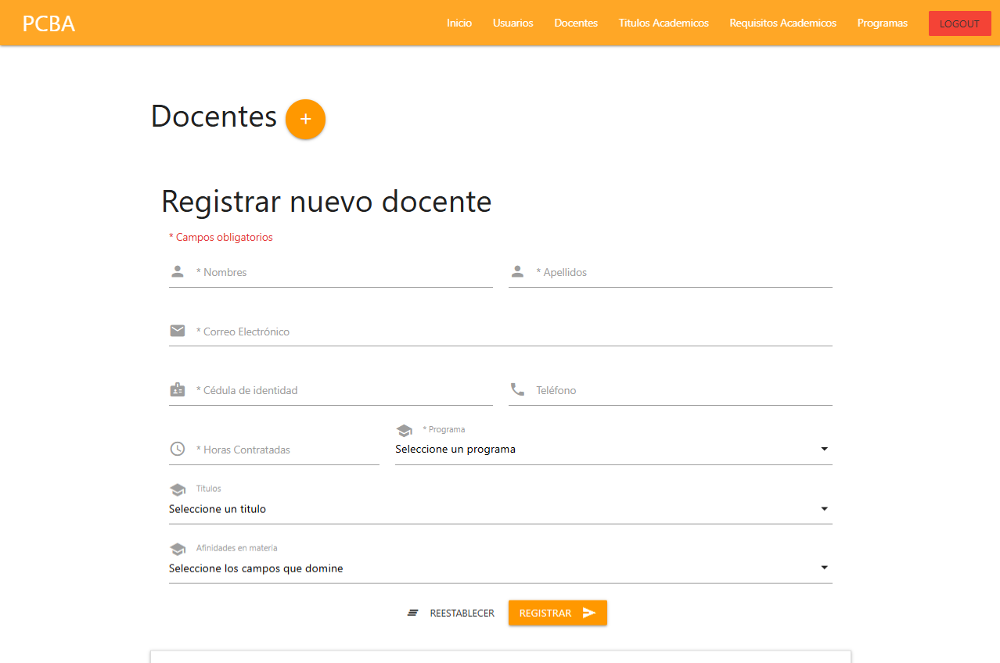 PCBA Inicio Usuarios Docentes Titulos Academicos Requisitos Academicos Programas LOGOUT
Docentes +
Registrar nuevo docente
* Campos obligatorios
* Nombres * Apellidos
* Correo Electrónico
* Cédula de identidad Teléfono
* Programa
* Horas Contratadas Seleccione un programa
Titulos
Seleccione un titulo
Afinidades en materia
Seleccione los campos que domine
REESTABLECER REGISTRAR